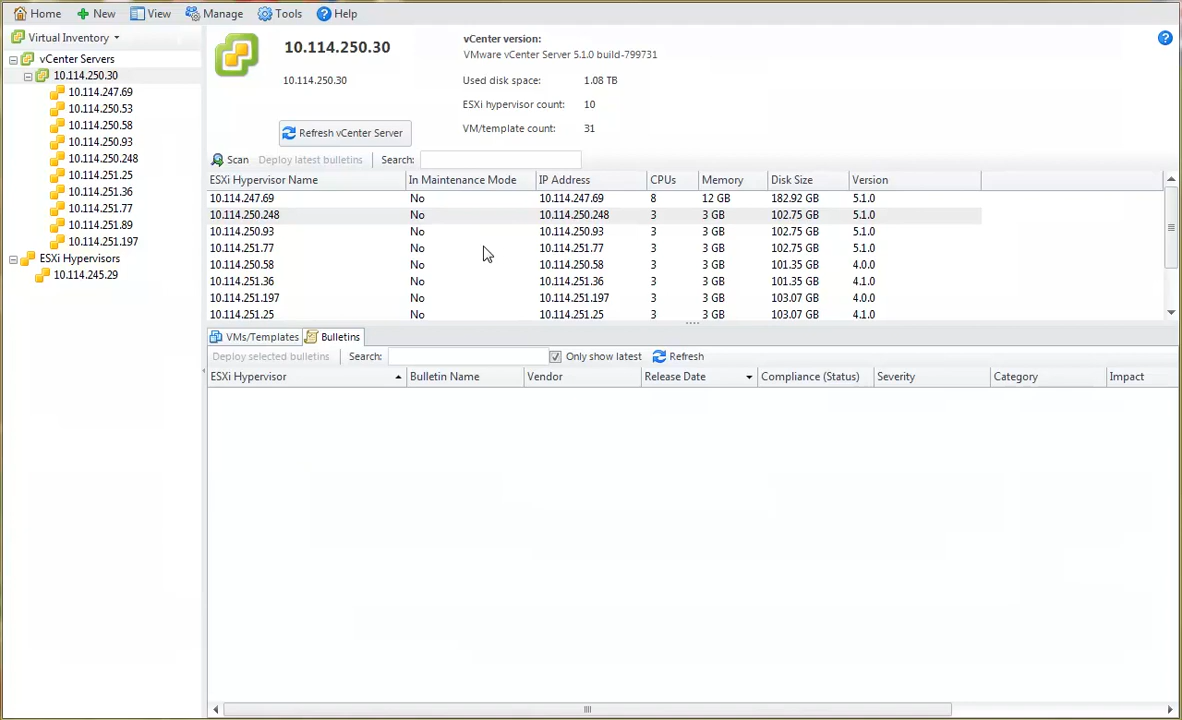 Home New View Manage Tools Help
Virtual Inventory
vCenter Servers
10.114.250.30
10.114.247.69
10.114.250.53
10.114.250.58
10.114.250.93
10.114.250.248
10.114.251.25
10.114.251.36
10.114.251.77
10.114.251.89
10.114.251.197
ESXi Hypervisors
10.114.245.29
10.114.250.30
10.114.250.30
Refresh vCenter Server
vCenter version:
VMware vCenter Server 5.1.0 build-799731
Used disk space: 1.08 TB
ESXi hypervisor count: 10
VM/template count: 31
Scan Deploy latest bulletins Search:
ESXi Hypervisor Name In Maintenance Mode IP Address CPUs Memory Disk Size Version
10.114.247.69 No 10.114.247.69 8 12 GB 182.92 GB 5.1.0
10.114.250.248 No 10.114.250.248 3 3 GB 102.75 GB 5.1.0
10.114.250.93 No 10.114.250.93 3 3 GB 102.75 GB 5.1.0
10.114.251.77 No 10.114.251.77 3 3 GB 102.75 GB 5.1.0
10.114.250.58 No 10.114.250.58 3 3 GB 101.35 GB 4.0.0
10.114.251.36 No 10.114.251.36 3 3 GB 101.35 GB 4.1.0
10.114.251.197 No 10.114.251.197 3 3 GB 103.07 GB 4.0.0
10.114.251.25 No 10.114.251.25 3 3 GB 103.07 GB 4.1.0
VMs/Templates Bulletins
Deploy selected bulletins Search: Only show latest Refresh
ESXi Hypervisor Bulletin Name Vendor Release Date Compliance (Status) Severity Category Impact